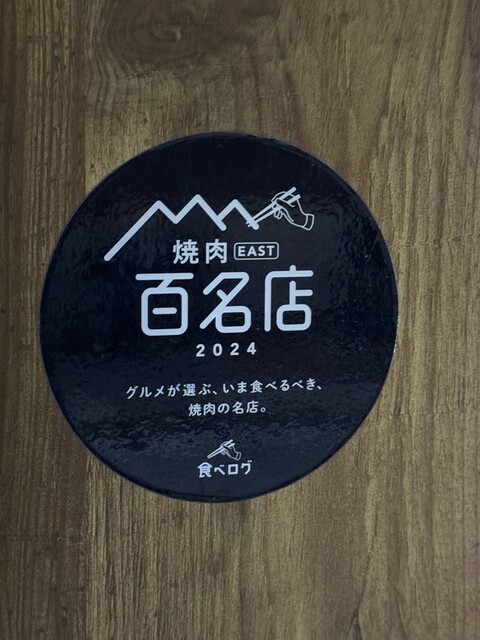 焼肉 EAST
百名店
2024
グルメが選ぶ、いま食べるべき、
焼肉の名店。
食べログ